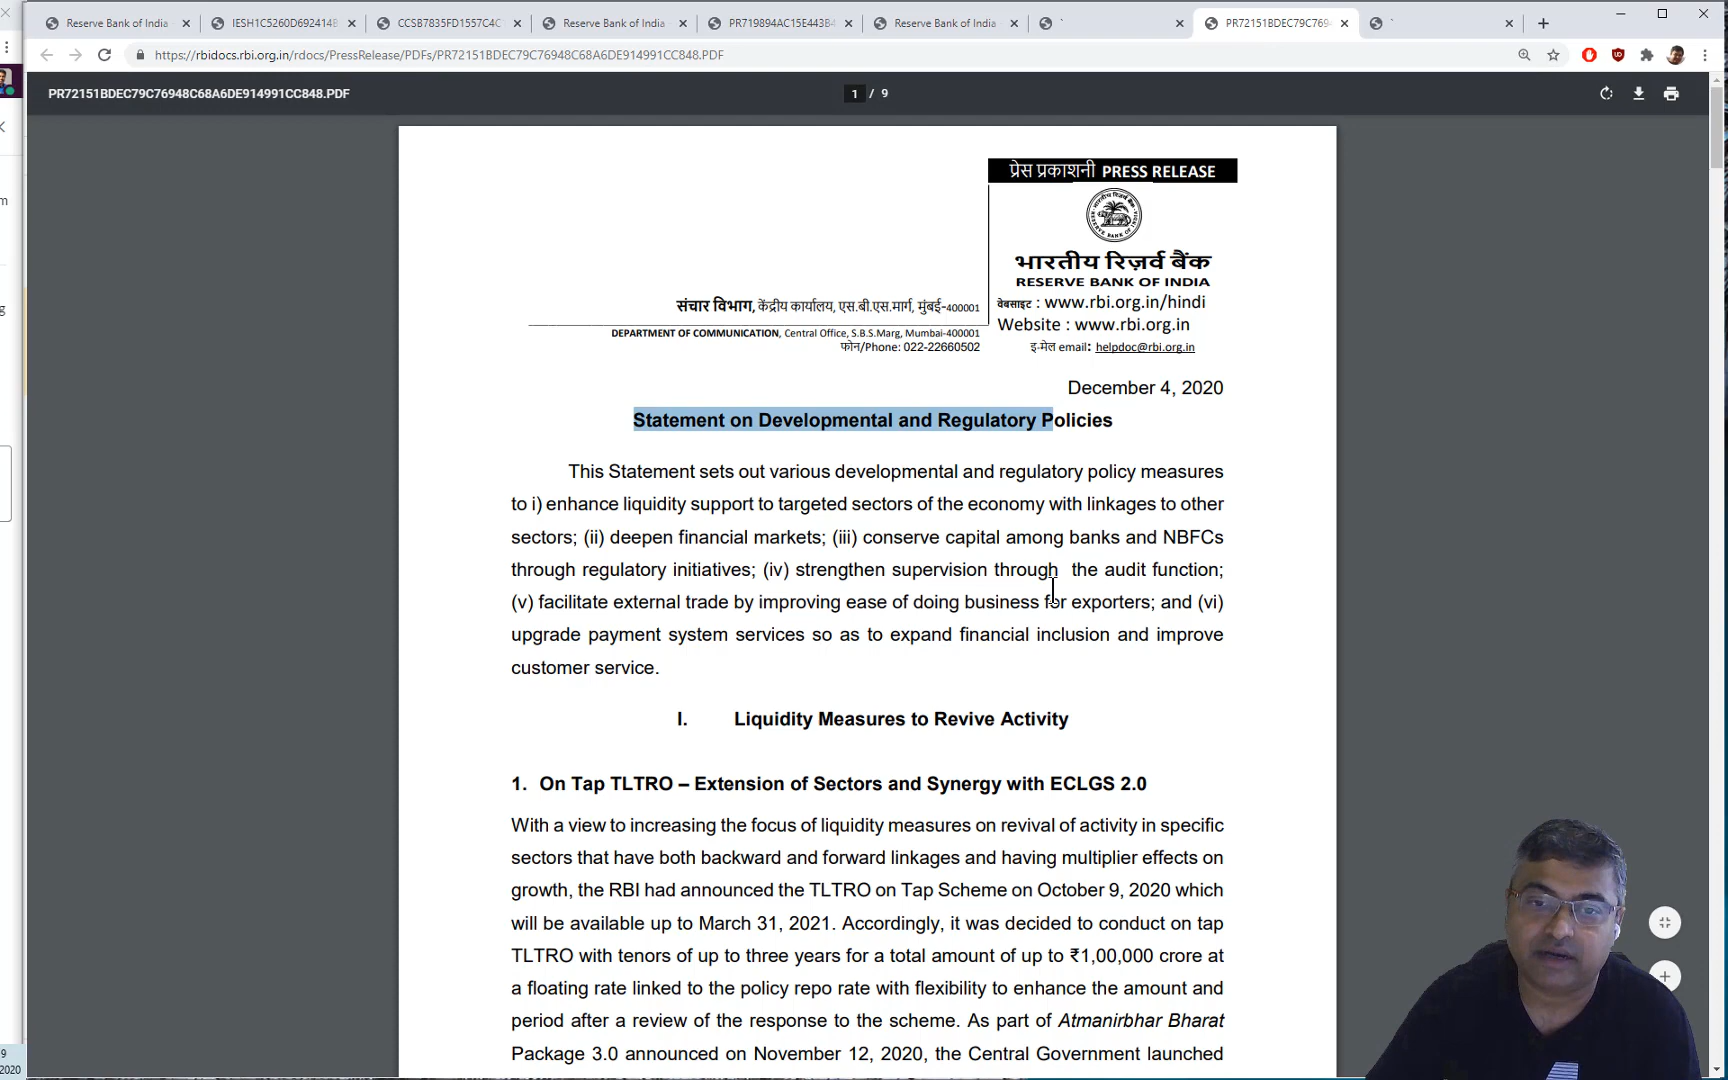 Reserve Bank of India
IESH1C5260D692414B
CCSB7835FD1557C4C
Reserve Bank of India
PR719894AC15E443B4
Reserve Bank of India
PR72151BDEC79C76948
https://rbidocs.rbi.org.in/rdocs/PressRelease/PDFs/PR72151BDEC79C76948C68A6DE914991CC848.PDF
PR72151BDEC79C76948C68A6DE914991CC848.PDF
1 / 9
प्रेस प्रकाशनी PRESS RELEASE
भारतीय रिज़र्व बैंक
RESERVE BANK OF INDIA
संचार विभाग, केंद्रीय कार्यालय, एस.बी.एस.मार्ग, मुंबई-400001
वेबसाइट : www.rbi.org.in/hindi
Website : www.rbi.org.in
DEPARTMENT OF COMMUNICATION, Central Office, S.B.S.Marg, Mumbai-400001
फोन/Phone: 022-22660502
इ-मेल email: helpdoc@rbi.org.in
December 4, 2020
Statement on Developmental and Regulatory Policies
This Statement sets out various developmental and regulatory policy measures
to i) enhance liquidity support to targeted sectors of the economy with linkages to other
sectors; (ii) deepen financial markets; (iii) conserve capital among banks and NBFCs
through regulatory initiatives; (iv) strengthen supervision through the audit function;
(v) facilitate external trade by improving ease of doing business for exporters; and (vi)
upgrade payment system services so as to expand financial inclusion and improve
customer service.
I. Liquidity Measures to Revive Activity
1. On Tap TLTRO – Extension of Sectors and Synergy with ECLGS 2.0
With a view to increasing the focus of liquidity measures on revival of activity in specific
sectors that have both backward and forward linkages and having multiplier effects on
growth, the RBI had announced the TLTRO on Tap Scheme on October 9, 2020 which
will be available up to March 31, 2021. Accordingly, it was decided to conduct on tap
TLTRO with tenors of up to three years for a total amount of up to ₹1,00,000 crore at
a floating rate linked to the policy repo rate with flexibility to enhance the amount and
period after a review of the response to the scheme. As part of Atmanirbhar Bharat
Package 3.0 announced on November 12, 2020, the Central Government launched
9
2020